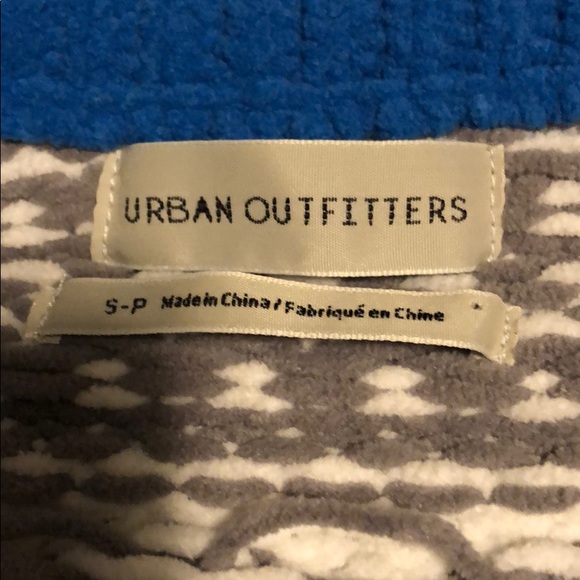 URBAN OUTFITTERS
S-P Made in China / Fabriqué en Chine